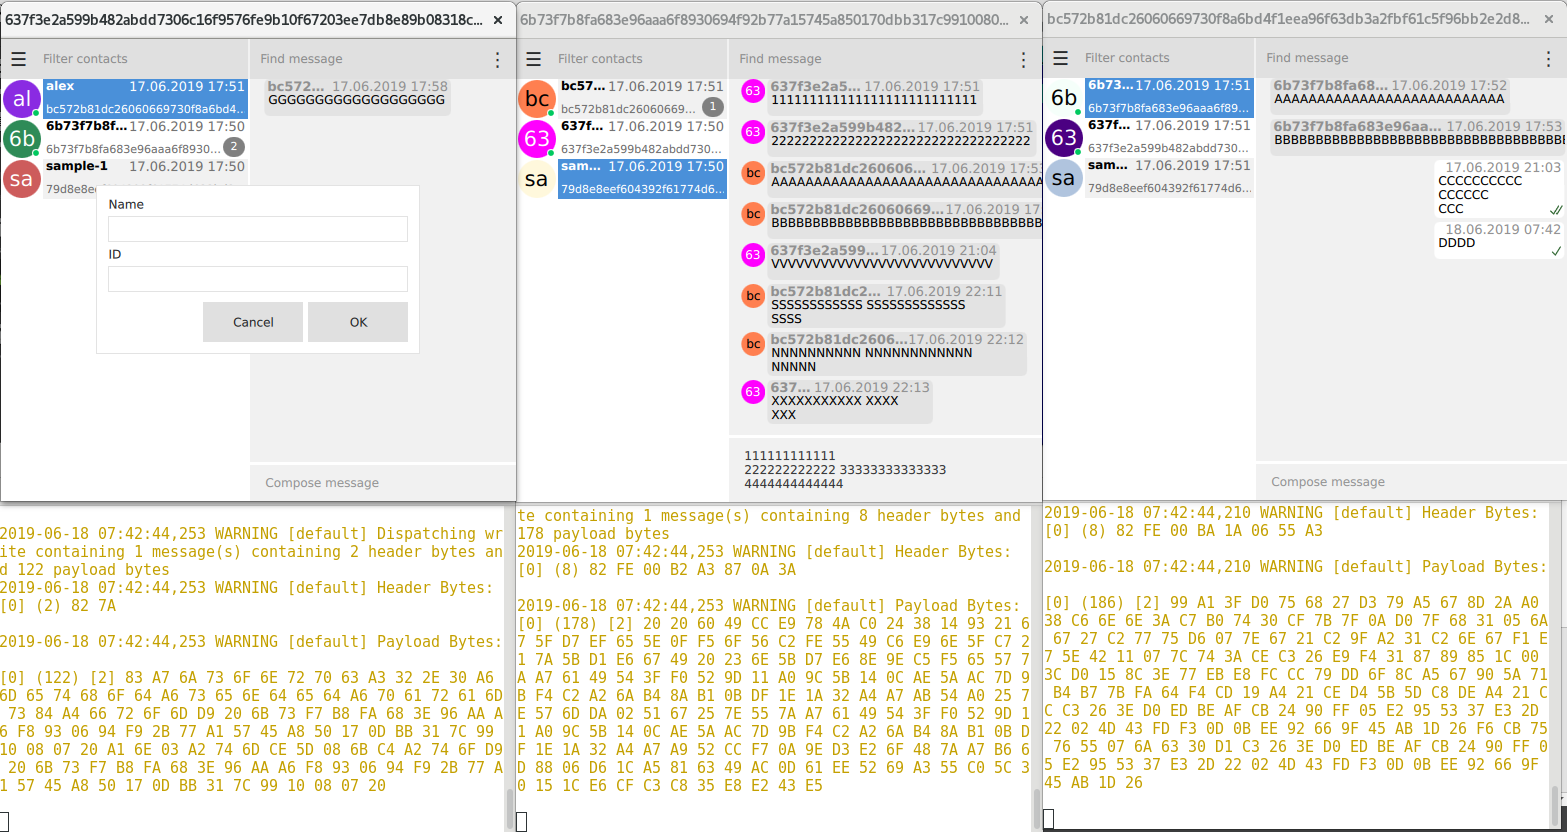 637f3e2a599b482abdd7306c16f9576fe9b10f67203ee7db8e89b08318c...
Filter contacts
Find message
al
alex 17.06.2019 17:51
bc572b81dc26060669730f8a6bd4...
6b
6b73f7b8f... 17.06.2019 17:50
6b73f7b8fa683e96aaa6f8930... 2
sa
sample-1 17.06.2019 17:50
bc572... 17.06.2019 17:58
GGGGGGGGGGGGGGGGGGG
Name
ID
Cancel
OK
Compose message
6b73f7b8fa683e96aaa6f8930694f92b77a15745a850170dbb317c9910080...
Filter contacts
Find message
bc
bc57... 17.06.2019 17:50
bc572b81dc26060669... 1
63
637f... 17.06.2019 17:50
637f3e2a599b482abdd730...
sa
sam... 17.06.2019 17:50
79d8e8eef604392f61774d6...
63
637f3e2a5... 17.06.2019 17:51
63
637f3e2a599b482... 17.06.2019 17:51
bc
bc572b81dc260606...
bc
bc572b81dc26060669...
63
637f3e2a599... 17.06.2019 21:04
bc
bc572b81dc2... 17.06.2019 22:11
SSSSSSSSSSSS SSSSSSSSSSSSS
SSSS
bc
bc572b81dc2606... 17.06.2019 22:12
NNNNNNNNNN NNNNNNNNNNNN
NNNNN
63
637... 17.06.2019 22:13
XXXXXXXXXXX XXXX
XXX
111111111111
222222222222 33333333333333
4444444444444
bc572b81dc26060669730f8a6bd4f1eea96f63db3a2fbf61c5f96bb2e2d8...
Filter contacts
Find message
6b
6b73... 17.06.2019 17:51
6b73f7b8fa683e96aaa6f89...
63
637f... 17.06.2019 17:51
637f3e2a599b482abdd730...
sa
sam... 17.06.2019 17:51
79d8e8eef604392f61774d6...
6b73f7b8fa68... 17.06.2019 17:52
6b73f7b8fa683e96aa... 17.06.2019 17:53
17.06.2019 21:03
CCCCCCCCCC
CCCCCC
CCC
18.06.2019 07:42
DDDD
Compose message
2019-06-18 07:42:44,253 WARNING [default] Dispatching wr
ite containing 1 message(s) containing 2 header bytes an
d 122 payload bytes
2019-06-18 07:42:44,253 WARNING [default] Header Bytes:
[0] (2) 82 7A
2019-06-18 07:42:44,253 WARNING [default] Payload Bytes:
[0] (122) [2] 83 A7 6A 73 6F 6E 72 70 63 A3 32 2E 30 A6
6D 65 74 68 6F 64 A6 73 65 6E 64 65 64 A6 70 61 72 61 6D
73 84 A4 66 72 6F 6D D9 20 6B 73 F7 B8 FA 68 3E 96 AA A
6 F8 93 06 94 F9 2B 77 A1 57 45 A8 50 17 0D BB 31 7C 99
10 08 07 20 A1 6E 03 A2 74 6D CE 5D 08 6B C4 A2 74 6F D9
20 6B 73 F7 B8 FA 68 3E 96 AA A6 F8 93 06 94 F9 2B 77 A
1 57 45 A8 50 17 0D BB 31 7C 99 10 08 07 20
te containing 1 message(s) containing 8 header bytes and
178 payload bytes
2019-06-18 07:42:44,253 WARNING [default] Header Bytes:
[0] (8) 82 FE 00 B2 A3 87 0A 3A
2019-06-18 07:42:44,253 WARNING [default] Payload Bytes:
[0] (178) [2] 20 20 60 49 CC E9 78 4A C0 24 38 14 93 21 6
7 5F D7 EF 65 5E 0F F5 6F 56 C2 FE 55 49 C6 E9 6E 5F C7 2
1 7A 5B D1 E6 67 49 20 23 6E 5B D7 E6 8E 9E C5 F5 65 57 7
A A7 61 49 54 3F F0 52 9D 11 A0 9C 5B 14 0C AE 5A AC 7D 9
B F4 C2 A2 6A B4 8A B1 0B DF 1E 1A 32 A4 A7 AB 54 A0 25 7
E 57 6D DA 02 51 67 25 7E 55 7A A7 61 49 54 3F F0 52 9D 1
1 A0 9C 5B 14 0C AE 5A AC 7D 9B F4 C2 A2 6A B4 8A B1 0B D
F 1E 1A 32 A4 A7 A9 52 CC F7 0A 9E D3 E2 6F 48 7A A7 B6 6
D 88 06 D6 1C A5 81 63 49 AC 0D 61 EE 52 69 A3 55 C0 5C 3
0 15 1C E6 CF C3 C8 35 E8 E2 43 E5
2019-06-18 07:42:44,210 WARNING [default] Header Bytes:
[0] (8) 82 FE 00 BA 1A 06 55 A3
2019-06-18 07:42:44,210 WARNING [default] Payload Bytes:
[0] (186) [2] 99 A1 3F D0 75 68 27 D3 79 A5 67 8D 2A A0
38 C6 6E 6E 3A C7 B0 74 30 CF 7B 7F 0A D0 7F 68 31 05 6A
67 27 C2 77 75 D6 07 7E 67 21 C2 9F A2 31 C2 6E 67 F1 E
7 5E 42 11 07 7C 74 3A CE C3 26 E9 F4 31 87 89 85 1C 00
3C D0 15 8C 3E 77 EB E8 FC CC 79 DD 6F 8C A5 67 90 5A 71
B4 B7 7B FA 64 F4 CD 19 A4 21 CE D4 5B 5D C8 DE A4 21 C
C C3 26 3E D0 ED BE AF CB 24 90 FF 05 E2 95 53 37 E3 2D
22 02 4D 43 FD F3 0D 0B EE 92 66 9F 45 AB 1D 26 F6 CB 75
76 55 07 6A 63 30 D1 C3 26 3E D0 ED BE AF CB 24 90 FF 0
5 E2 95 53 37 E3 2D 22 02 4D 43 FD F3 0D 0B EE 92 66 9F
45 AB 1D 26